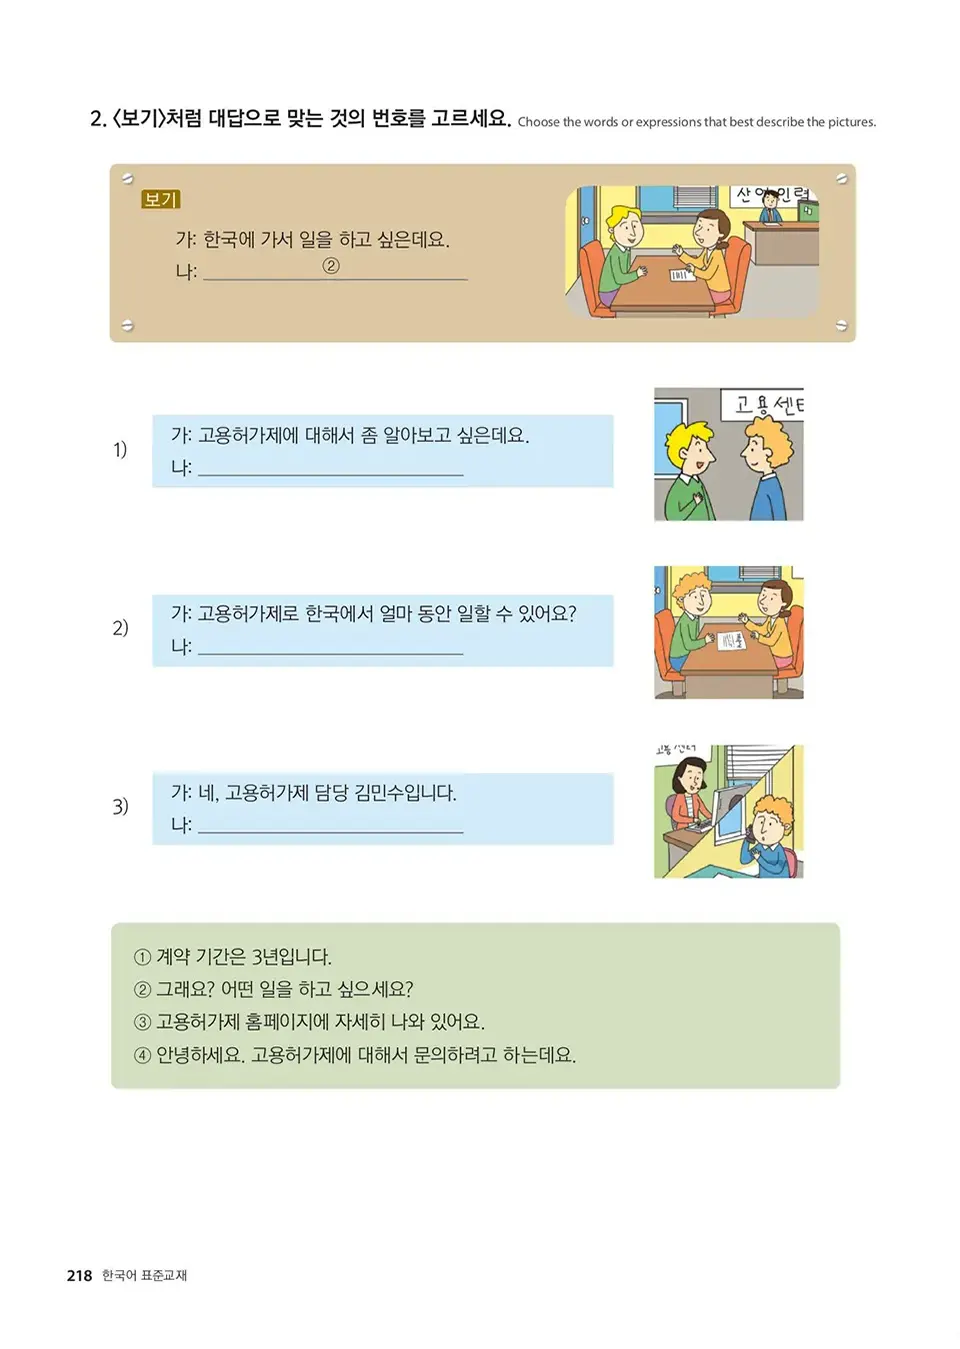 2. 〈보기〉처럼 대답으로 맞는 것의 번호를 고르세요. Choose the words or expressions that best describe the pictures.
보기
가: 한국에 가서 일을 하고 싶은데요.
나: ②
산업인력
1)
가: 고용허가제에 대해서 좀 알아보고 싶은데요.
나:
고용센터
2)
가: 고용허가제로 한국에서 얼마 동안 일할 수 있어요?
나:
3)
가: 네, 고용허가제 담당 김민수입니다.
나:
고용센터
① 계약 기간은 3년입니다.
② 그래요? 어떤 일을 하고 싶으세요?
③ 고용허가제 홈페이지에 자세히 나와 있어요.
④ 안녕하세요. 고용허가제에 대해서 문의하려고 하는데요.
218 한국어 표준교재